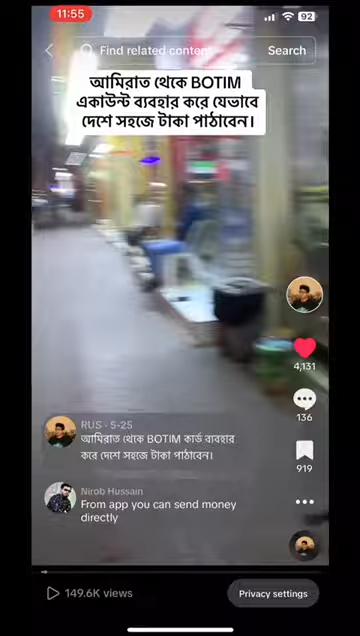 11:55
92
Find related content
Search
আমিরাত থেকে BOTIM
একাউন্ট ব্যবহার করে যেভাবে
দেশে সহজে টাকা পাঠাবেন।
4,131
136
RUS · 5-25
আমিরাত থেকে BOTIM কার্ড ব্যবহার
করে দেশে সহজে টাকা পাঠাবেন।
919
Nirob Hussain
From app you can send money
directly
149.6K views
Privacy settings